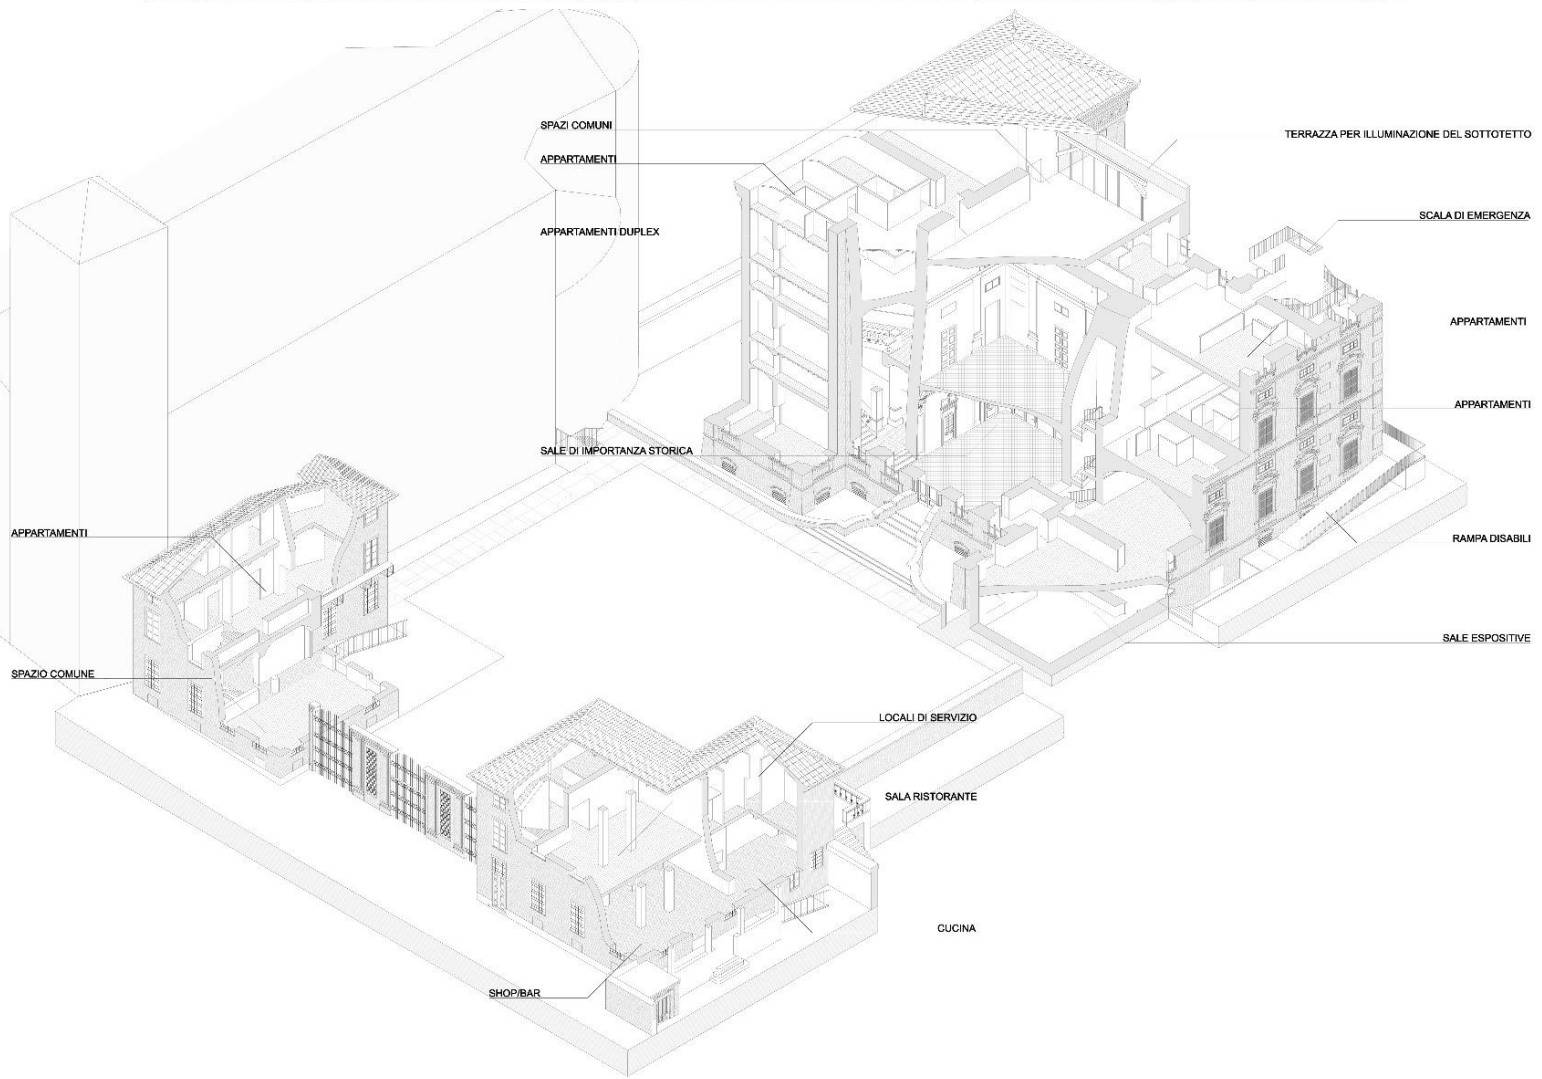 SPAZI COMUNI
TERRAZZA PER ILLUMINAZIONE DEL SOTTOTETTO
APPARTAMENTI
SCALA DI EMERGENZA
APPARTAMENTI DUPLEX
APPARTAMENTI
APPARTAMENTI
SALE DI IMPORTANZA STORICA
APPARTAMENTI
RAMPA DISABILI
SALE ESPOSITIVE
SPAZIO COMUNE
LOCALI DI SERVIZIO
SALA RISTORANTE
CUCINA
SHOP/BAR